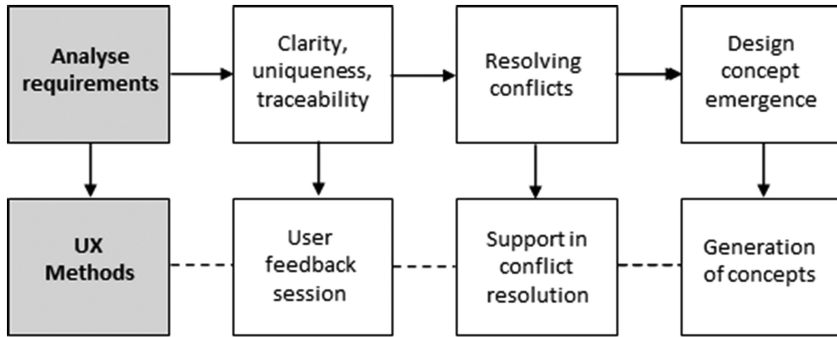 Analyse
requirements
Clarity,
uniqueness,
traceability
Resolving
conflicts
Design
concept
emergence
UX
Methods
User
feedback
session
Support in
conflict
resolution
Generation
of concepts